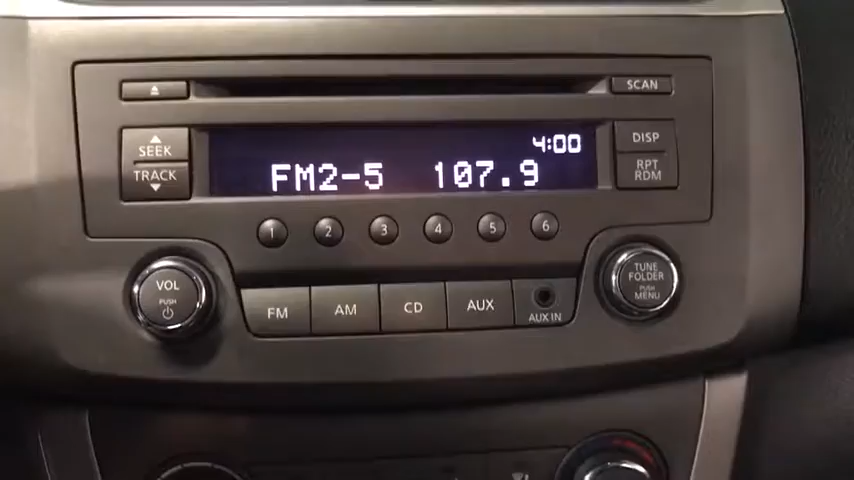 SCAN
4:00
SEEK
TRACK
FM2-5 107.9
DISP
RPT
RDM
1 2 3 4 5 6
VOL
PUSH
FM
AM
CD
AUX
AUX IN
TUNE
FOLDER
PUSH
MENU